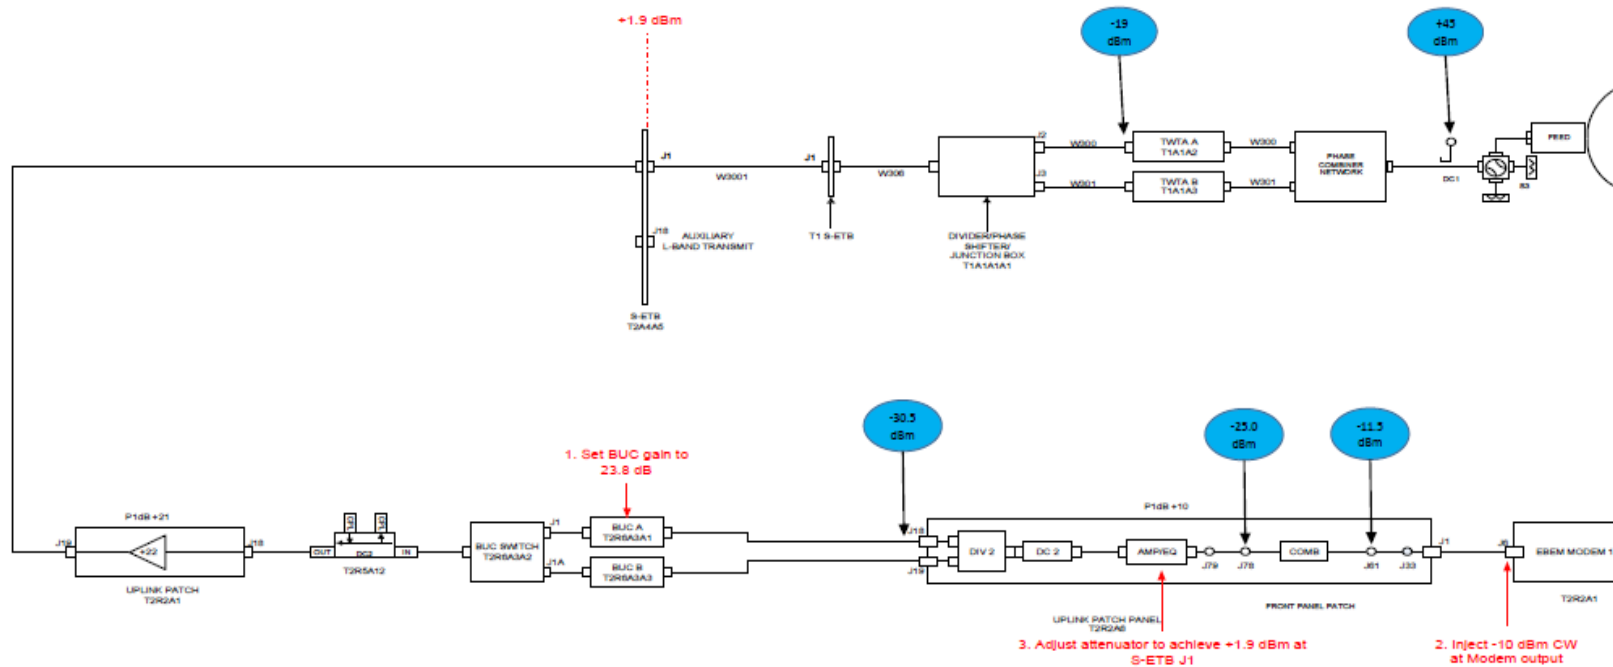 +1.9 dBm
-19
dBm
+45
dBm
J1
W3001
J1
W306
J2
W300
TWTA A
T1A1A2
W300
J3
W301
TWTA B
T1A1A3
W301
PHASE
COMBINER
NETWORK
DC1
S3
FEED
J18
AUXILIARY
L-BAND TRANSMIT
S-ETB
T2A4A5
T1 S-ETB
DIVIDER/PHASE
SHIFTER/
JUNCTION BOX
T1A1A1A1
-30.5
dBm
-25.0
dBm
-11.5
dBm
1. Set BUC gain to
23.8 dB
P1dB +21
J19
+22
J18
UPLINK PATCH
T2R2A1
CPL
CPL
OUT
DC2
IN
T2R5A12
BUC SWITCH
T2R6A3A2
J1
J1A
BUC A
T2R6A3A1
BUC B
T2R6A3A3
P1dB +10
J18
J19
DIV 2
DC 2
AMP/EQ
J79
J78
COMB
J61
J33
J1
J6
EBEM MODEM 1
T2R2A1
FRONT PANEL PATCH
UPLINK PATCH PANEL
T2R2A6
3. Adjust attenuator to achieve +1.9 dBm at
S-ETB J1
2. Inject -10 dBm CW
at Modem output